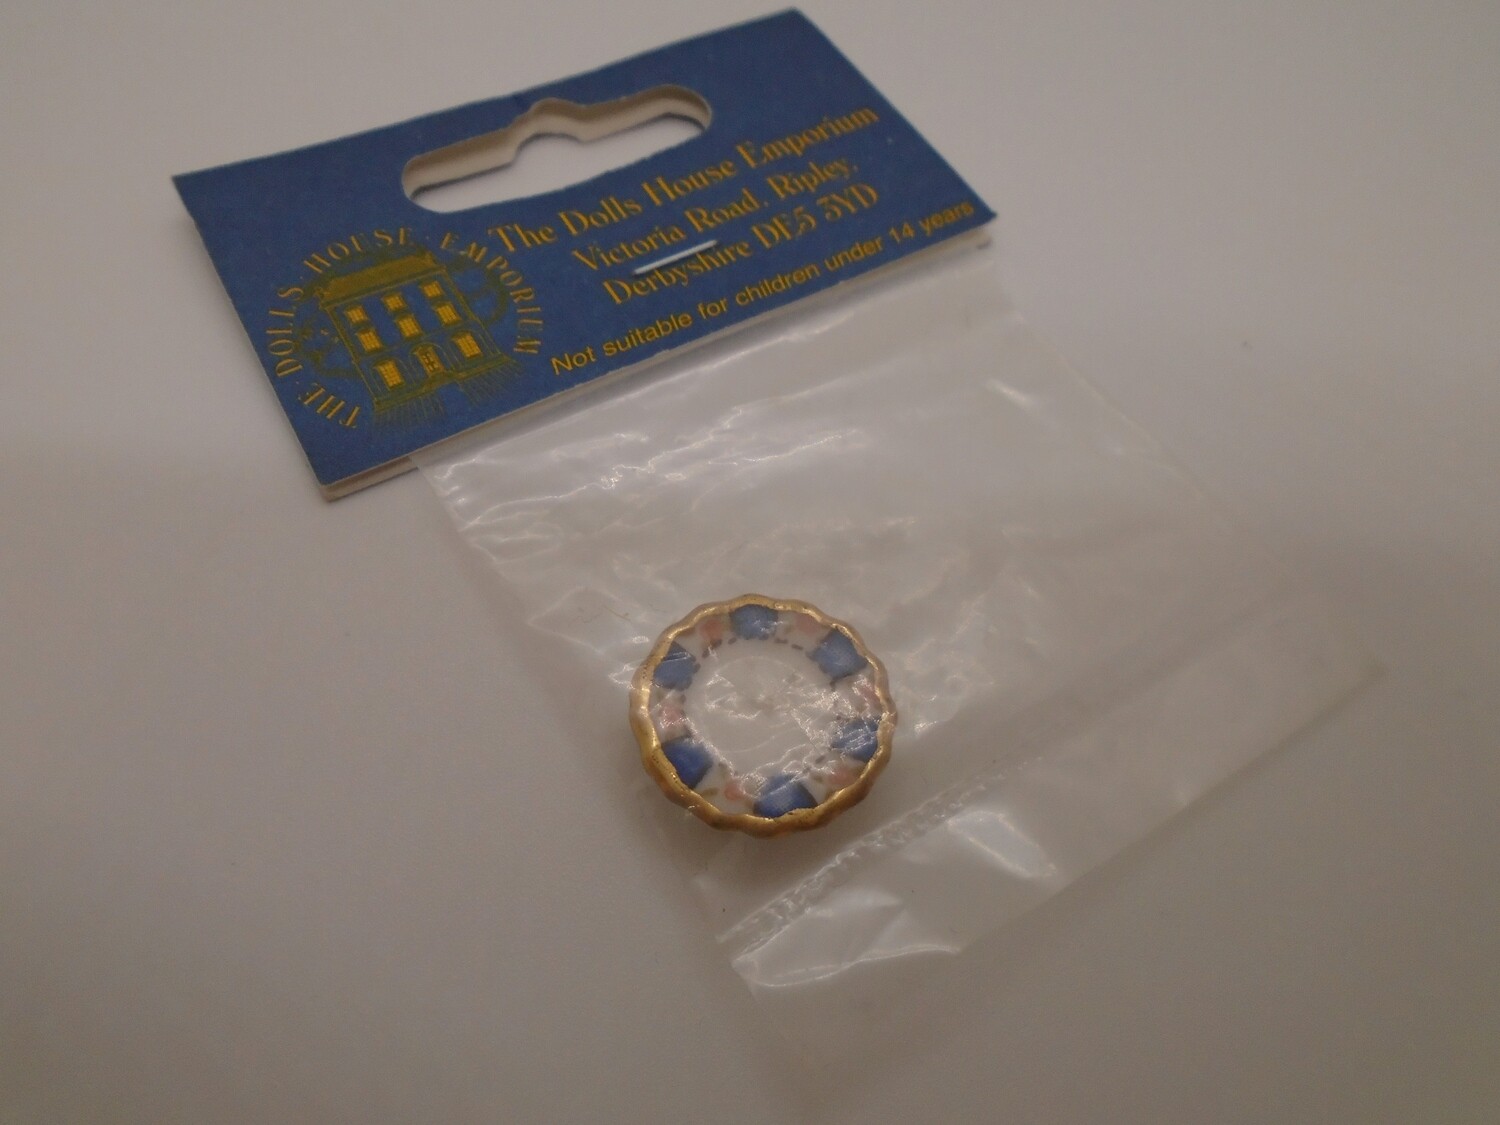 THE DOLLS HOUSE EMPORIUM
The Dolls House Emporium
Victoria Road, Ripley,
Derbyshire DE5 3YD
Not suitable for children under 14 years